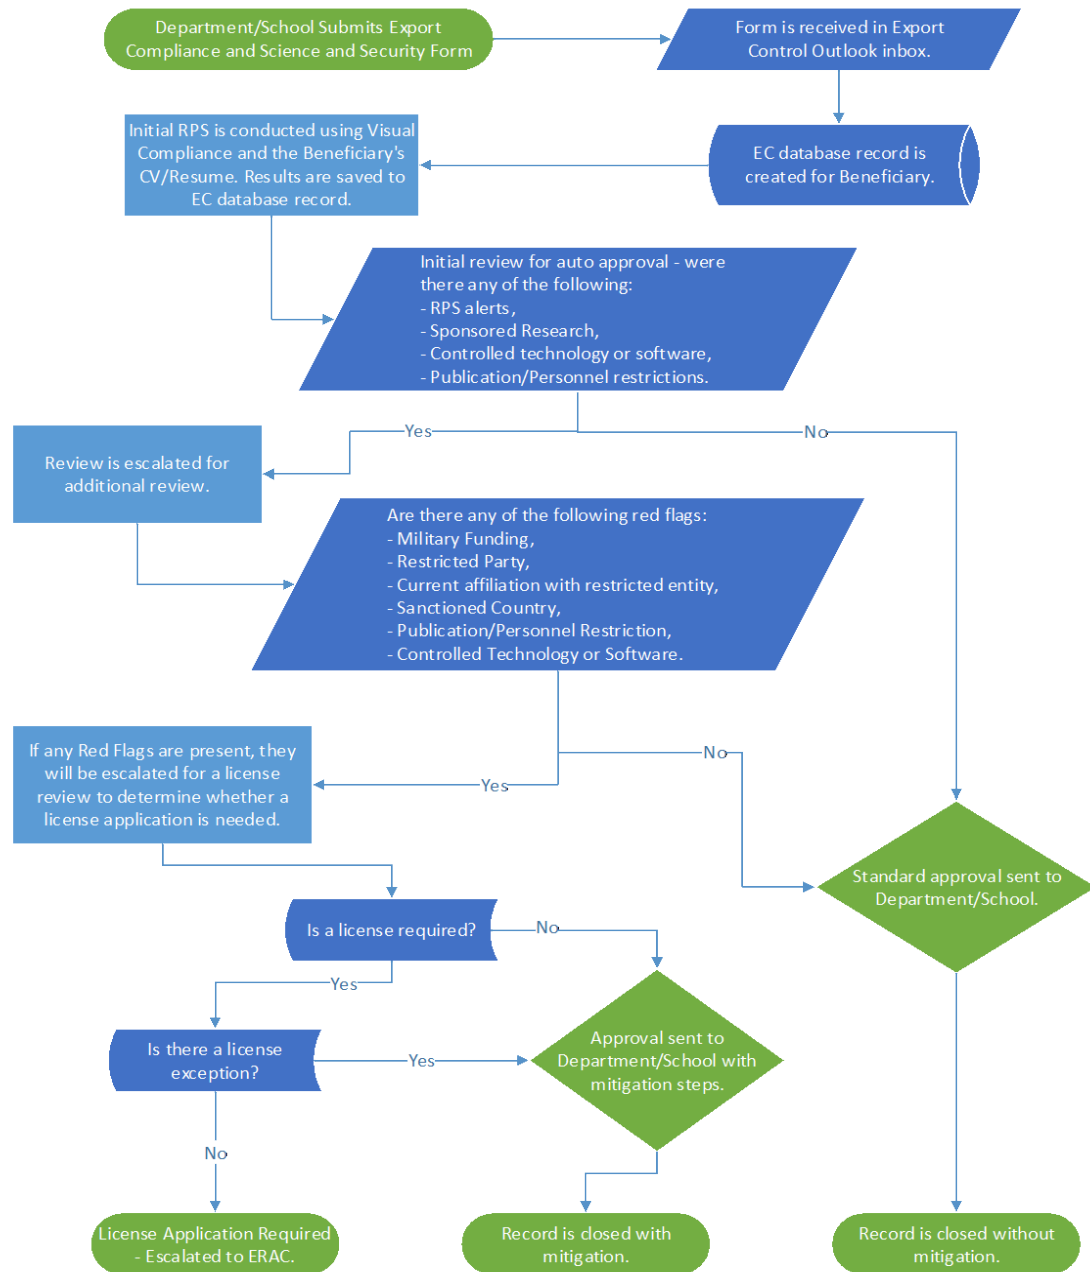 Department/School Submits Export
Compliance and Science and Security Form
Form is received in Export
Control Outlook inbox.
EC database record is
created for Beneficiary.
Initial RPS is conducted using Visual
Compliance and the Beneficiary's
CV/Resume. Results are saved to
EC database record.
Initial review for auto approval - were
there any of the following:
- RPS alerts,
- Sponsored Research,
- Controlled technology or software,
- Publication/Personnel restrictions.
Yes
No
Review is escalated for
additional review.
Are there any of the following red flags:
- Military Funding,
- Restricted Party,
- Current affiliation with restricted entity,
- Sanctioned Country,
- Publication/Personnel Restriction,
- Controlled Technology or Software.
No
Yes
If any Red Flags are present, they
will be escalated for a license
review to determine whether a
license application is needed.
Standard approval sent to
Department/School.
Is a license required?
No
Yes
Is there a license
exception?
Yes
Approval sent to
Department/School with
mitigation steps.
No
License Application Required
- Escalated to ERAC.
Record is closed with
mitigation.
Record is closed without
mitigation.